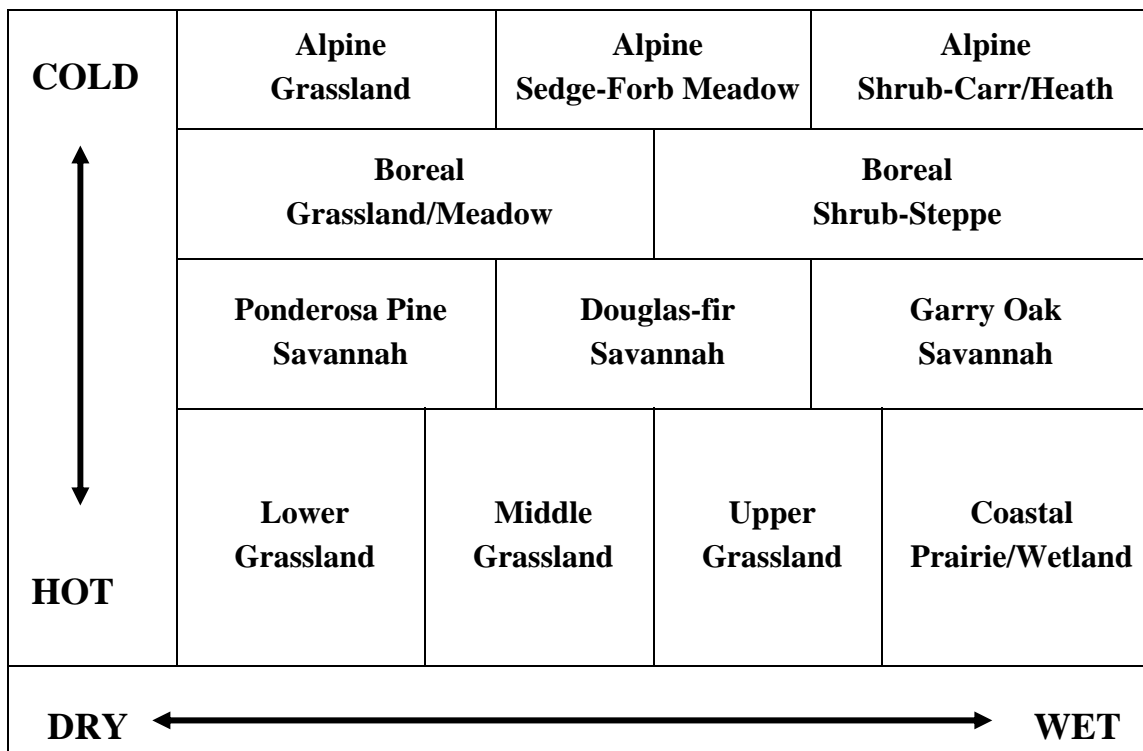 COLD
Alpine
Grassland
Alpine
Sedge-Forb Meadow
Alpine
Shrub-Carr/Heath
Boreal
Grassland/Meadow
Boreal
Shrub-Steppe
Ponderosa Pine
Savannah
Douglas-fir
Savannah
Garry Oak
Savannah
Lower
Grassland
Middle
Grassland
Upper
Grassland
Coastal
Prairie/Wetland
HOT
DRY
WET